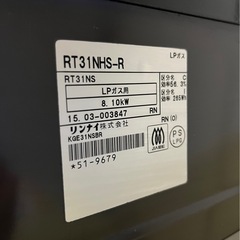 LPガス
RT31NHS-R
RT31NS
LPガス用
8.10kW
15.03-003847
RN
RN (O)
リンナイ株式会社
KGE31NSBR
*51-9679
JIA
PS
LPG